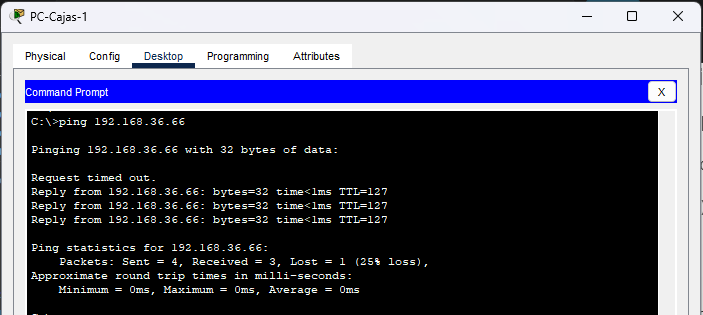 PC-Cajas-1
Physical Config Desktop Programming Attributes
Command Prompt X
C:\>ping 192.168.36.66
Pinging 192.168.36.66 with 32 bytes of data:
Request timed out.
Reply from 192.168.36.66: bytes=32 time<1ms TTL=127
Reply from 192.168.36.66: bytes=32 time<1ms TTL=127
Reply from 192.168.36.66: bytes=32 time<1ms TTL=127
Ping statistics for 192.168.36.66:
    Packets: Sent = 4, Received = 3, Lost = 1 (25% loss),
Approximate round trip times in milli-seconds:
    Minimum = 0ms, Maximum = 0ms, Average = 0ms